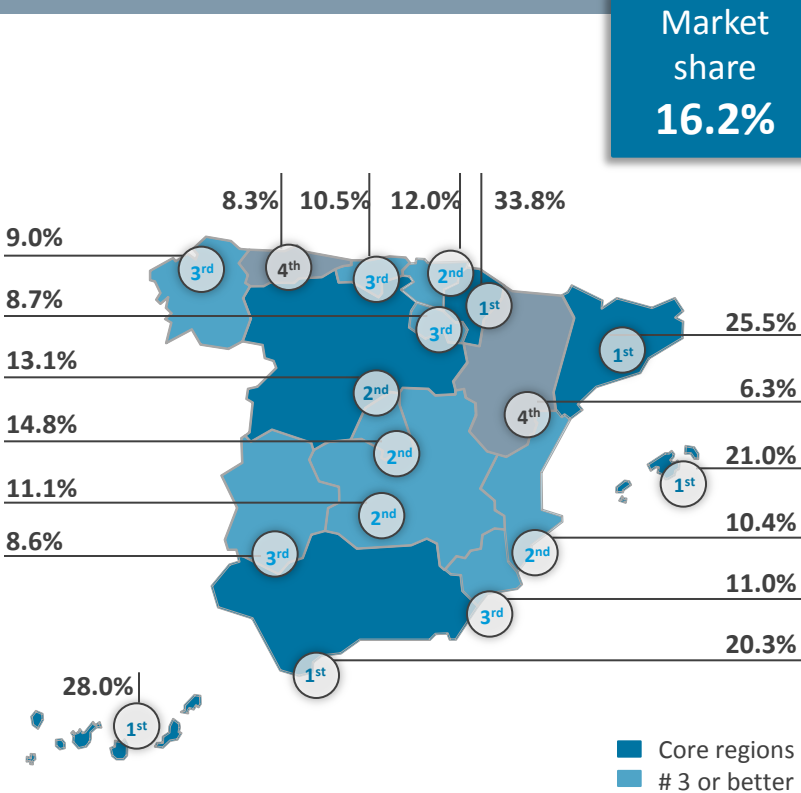 Market
share
16.2%
8.3% 10.5% 12.0% 33.8%
9.0%
3rd
4th
3rd
2nd
8.7%
1st
3rd
25.5%
1st
13.1%
2nd
6.3%
4th
14.8%
2nd
21.0%
1st
11.1%
2nd
10.4%
2nd
8.6%
3rd
11.0%
3rd
20.3%
1st
28.0%
1st
Core regions
# 3 or better